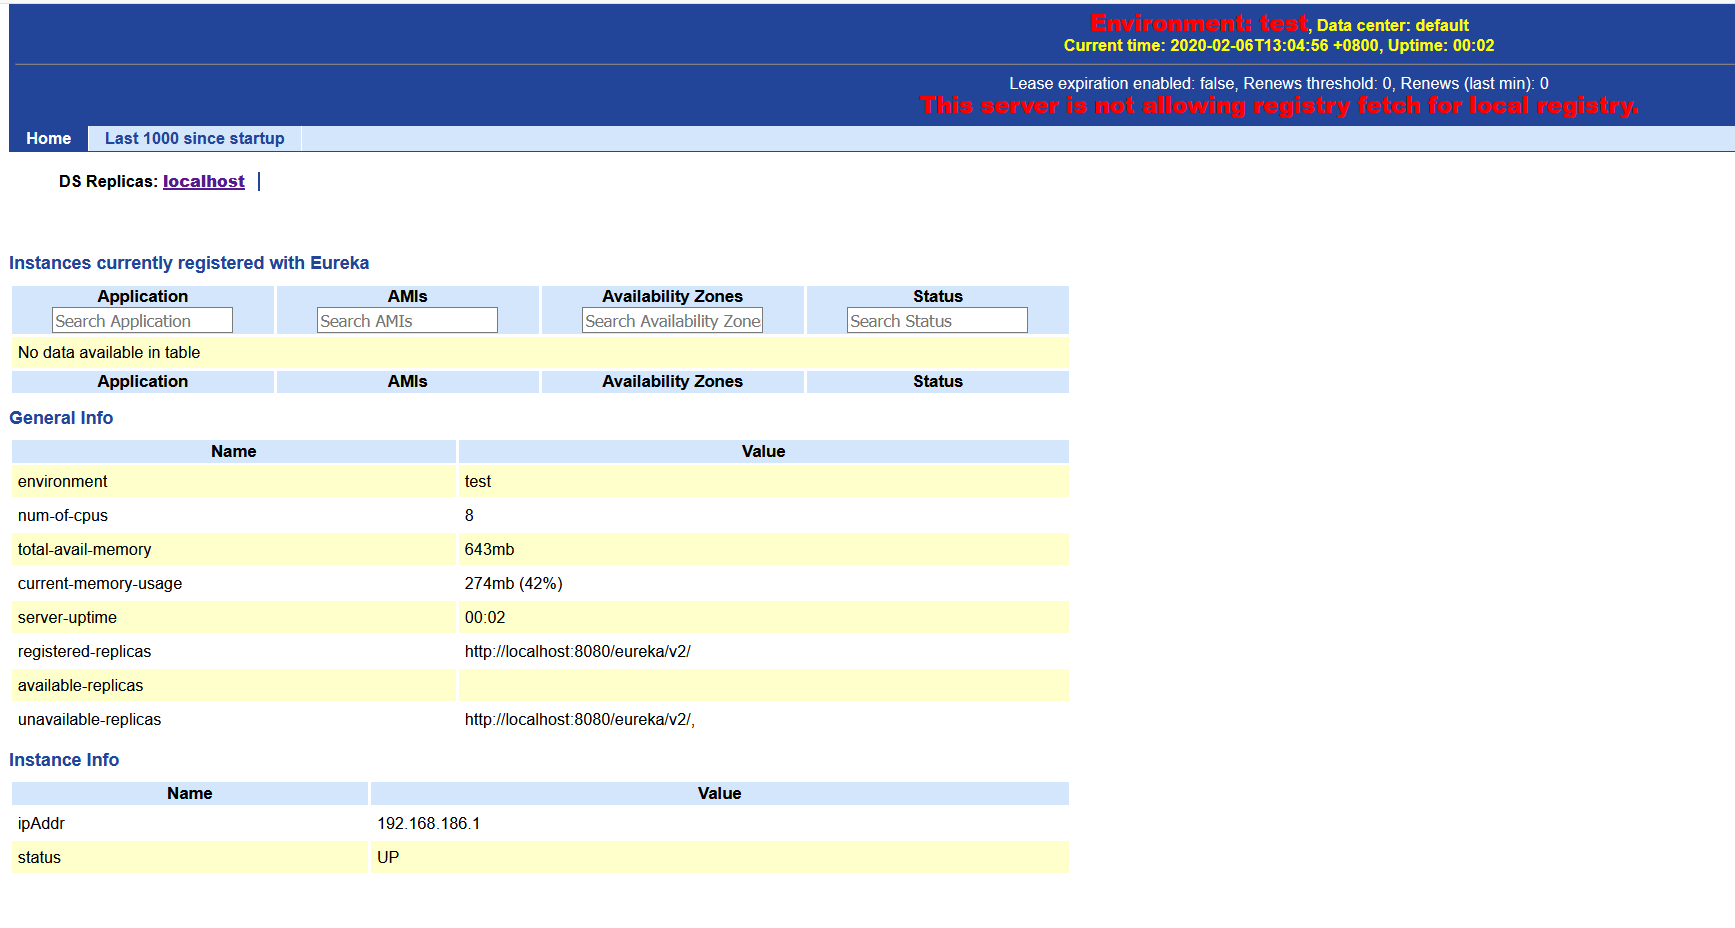 Environment: test, Data center: default
Current time: 2020-02-06T13:04:56 +0800, Uptime: 00:02
Lease expiration enabled: false, Renews threshold: 0, Renews (last min): 0
This server is not allowing registry fetch for local registry.
Home Last 1000 since startup
DS Replicas: localhost
Instances currently registered with Eureka
Application AMIs Availability Zones Status
Search Application Search AMIs Search Availability Zone Search Status
No data available in table
Application AMIs Availability Zones Status
General Info
Name Value
environment test
num-of-cpus 8
total-avail-memory 643mb
current-memory-usage 274mb (42%)
server-uptime 00:02
registered-replicas http://localhost:8080/eureka/v2/
available-replicas
unavailable-replicas http://localhost:8080/eureka/v2/,
Instance Info
Name Value
ipAddr 192.168.186.1
status UP